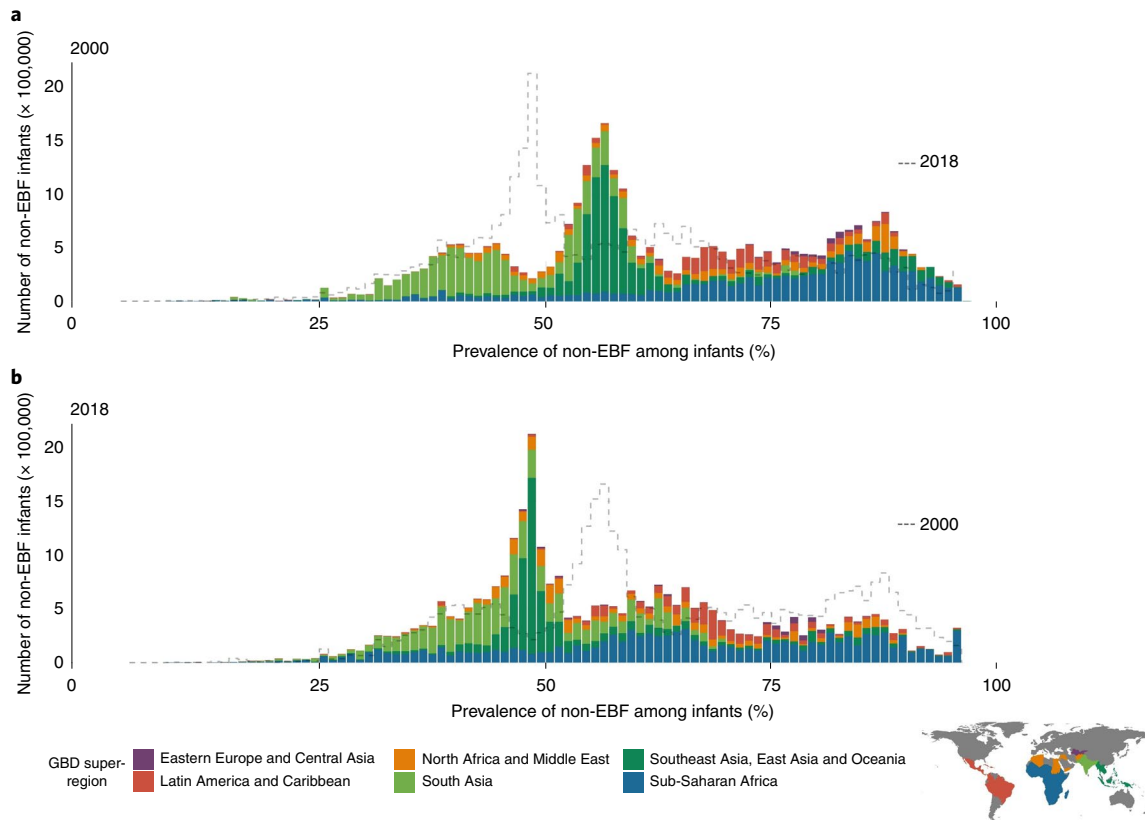 a
2000
Number of non-EBF infants (× 100,000)
20
15
10
5
0
2018
0 25 50 75 100
Prevalence of non-EBF among infants (%)
b
2018
Number of non-EBF infants (× 100,000)
20
15
10
5
0
2000
0 25 50 75 100
Prevalence of non-EBF among infants (%)
GBD super-
region
Eastern Europe and Central Asia
North Africa and Middle East
Southeast Asia, East Asia and Oceania
Latin America and Caribbean
South Asia
Sub-Saharan Africa